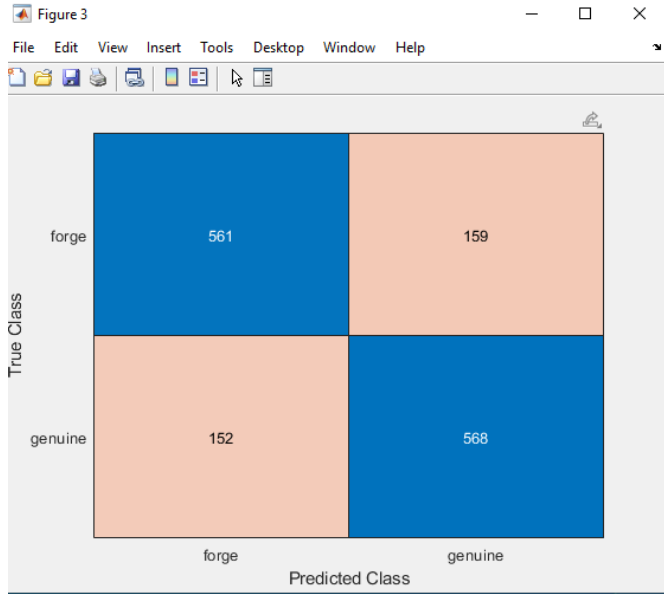 Figure 3
File Edit View Insert Tools Desktop Window Help
forge 561 159
True Class
genuine 152 568
forge genuine
Predicted Class